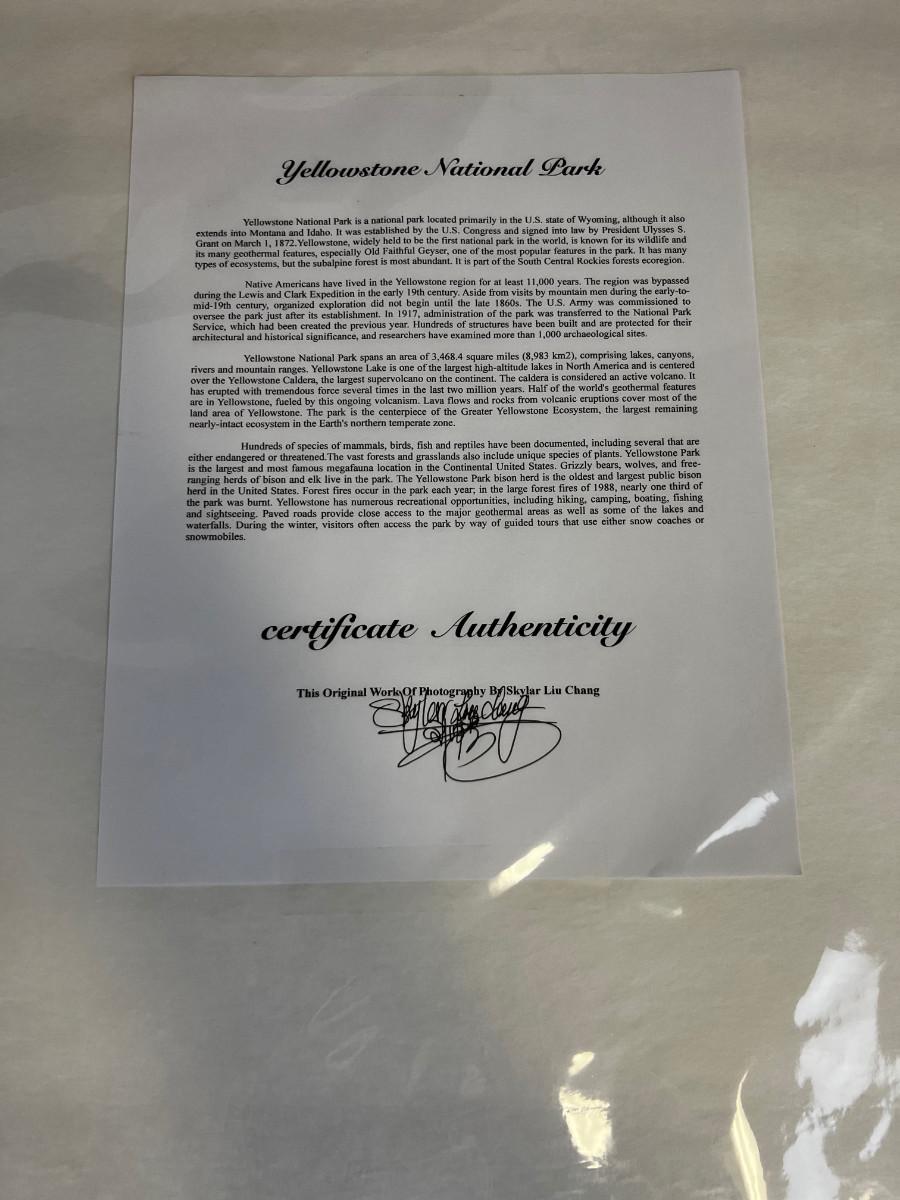 Yellowstone National Park
Yellowstone National Park is a national park located primarily in the U.S. state of Wyoming, although it also
extends into Montana and Idaho. It was established by the U.S. Congress and signed into law by President Ulysses S.
Grant on March 1, 1872.Yellowstone, widely held to be the first national park in the world, is known for its wildlife and
its many geothermal features, especially Old Faithful Geyser, one of the most popular features in the park. It has many
types of ecosystems, but the subalpine forest is most abundant. It is part of the South Central Rockies forests ecoregion.
Native Americans have lived in the Yellowstone region for at least 11,000 years. The region was bypassed
during the Lewis and Clark Expedition in the early 19th century. Aside from visits by mountain men during the early-to-
mid-19th century, organized exploration did not begin until the late 1860s. The U.S. Army was commissioned to
oversee the park just after its establishment. In 1917, administration of the park was transferred to the National Park
Service, which had been created the previous year. Hundreds of structures have been built and are protected for their
architectural and historical significance, and researchers have examined more than 1,000 archaeological sites.
Yellowstone National Park spans an area of 3,468.4 square miles (8,983 km2), comprising lakes, canyons,
rivers and mountain ranges. Yellowstone Lake is one of the largest high-altitude lakes in North America and is centered
over the Yellowstone Caldera, the largest supervolcano on the continent. The caldera is considered an active volcano. It
has erupted with tremendous force several times in the last two million years. Half of the world's geothermal features
are in Yellowstone, fueled by this ongoing volcanism. Lava flows and rocks from volcanic eruptions cover most of the
land area of Yellowstone. The park is the centerpiece of the Greater Yellowstone Ecosystem, the largest remaining
nearly-intact ecosystem in the Earth's northern temperate zone.
Hundreds of species of mammals, birds, fish and reptiles have been documented, including several that are
either endangered or threatened.The vast forests and grasslands also include unique species of plants. Yellowstone Park
is the largest and most famous megafauna location in the Continental United States. Grizzly bears, wolves, and free-
ranging herds of bison and elk live in the park. The Yellowstone Park bison herd is the oldest and largest public bison
herd in the United States. Forest fires occur in the park each year; in the large forest fires of 1988, nearly one third of
the park was burnt. Yellowstone has numerous recreational opportunities, including hiking, camping, boating, fishing
and sightseeing. Paved roads provide close access to the major geothermal areas as well as some of the lakes and
waterfalls. During the winter, visitors often access the park by way of guided tours that use either snow coaches or
snowmobiles.
certificate Authenticity
This Original Work Of Photography By Skylar Liu Chang